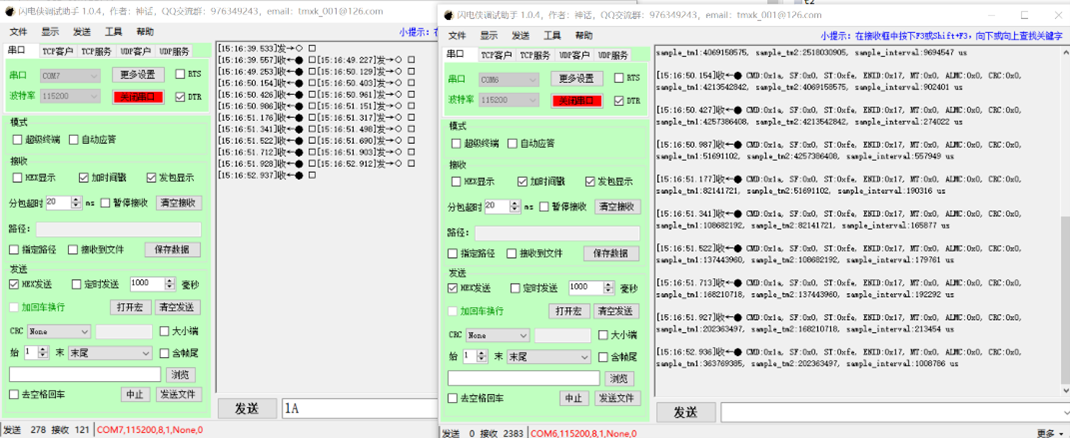 闪电侠调试助手 1.0.4，作者：神话，QQ交流群：976349243，email：tmxk_001@126.com
文件 显示 发送 工具 帮助 小提示：在
串口 TCP客户 TCP服务 UDP客户 UDP服务
串口 COM7 更多设置 RTS
波特率 115200 关闭串口 DTR
模式
超级终端 自动应答
接收
HEX显示 加时间戳 发包显示
分包超时 20 ms 暂停接收 清空接收
路径：
指定路径 接收到文件 保存数据
发送
HEX发送 定时发送 1000 毫秒
加回车换行 打开宏 清空发送
CRC None 大小端
始 1 末 末尾 含帧尾
浏览
去空格回车 中止 发送文件
[15:16:39.533]发→◇ □
[15:16:39.557]收←● □[15:16:49.227]发→◇ □
[15:16:49.253]收←● □[15:16:50.129]发→◇ □
[15:16:50.154]收←● □[15:16:50.403]发→◇ □
[15:16:50.426]收←● □[15:16:50.961]发→◇ □
[15:16:50.986]收←● □[15:16:51.151]发→◇ □
[15:16:51.176]收←● □[15:16:51.317]发→◇ □
[15:16:51.341]收←● □[15:16:51.498]发→◇ □
[15:16:51.522]收←● □[15:16:51.690]发→◇ □
[15:16:51.712]收←● □[15:16:51.903]发→◇ □
[15:16:51.928]收←● □[15:16:52.912]发→◇ □
[15:16:52.937]收←● □
发送 1A
发送 278 接收 121 COM7,115200,8,1,None,0
闪电侠调试助手 1.0.4，作者：神话，QQ交流群：976349243，email：tmxk_001@126.com
文件 显示 发送 工具 帮助 小提示：在接收框中按下F3或Shift+F3，向下或向上查找关键字
串口 TCP客户 TCP服务 UDP客户 UDP服务
串口 COM6 更多设置 RTS
波特率 115200 关闭串口 DTR
模式
超级终端 自动应答
接收
HEX显示 加时间戳 发包显示
分包超时 20 ms 暂停接收 清空接收
路径：
指定路径 接收到文件 保存数据
发送
HEX发送 定时发送 1000 毫秒
加回车换行 打开宏 清空发送
CRC None 大小端
始 1 末 末尾 含帧尾
浏览
去空格回车 中止 发送文件
sample_tm1:4069158575, sample_tm2:2518030905, sample_interval:9694547 us
[15:16:50.154]收←● CMD:0x1a, SF:0x0, ST:0xfe, ENID:0x17, MT:0x0, ALMC:0x0, CRC:0x0,
sample_tm1:4213542842, sample_tm2:4069158575, sample_interval:902401 us
[15:16:50.427]收←● CMD:0x1a, SF:0x0, ST:0xfe, ENID:0x17, MT:0x0, ALMC:0x0, CRC:0x0,
sample_tm1:4257386408, sample_tm2:4213542842, sample_interval:274022 us
[15:16:50.987]收←● CMD:0x1a, SF:0x0, ST:0xfe, ENID:0x17, MT:0x0, ALMC:0x0, CRC:0x0,
sample_tm1:51691102, sample_tm2:4257386408, sample_interval:557949 us
[15:16:51.177]收←● CMD:0x1a, SF:0x0, ST:0xfe, ENID:0x17, MT:0x0, ALMC:0x0, CRC:0x0,
sample_tm1:82141721, sample_tm2:51691102, sample_interval:190316 us
[15:16:51.341]收←● CMD:0x1a, SF:0x0, ST:0xfe, ENID:0x17, MT:0x0, ALMC:0x0, CRC:0x0,
sample_tm1:108682192, sample_tm2:82141721, sample_interval:165877 us
[15:16:51.522]收←● CMD:0x1a, SF:0x0, ST:0xfe, ENID:0x17, MT:0x0, ALMC:0x0, CRC:0x0,
sample_tm1:137443960, sample_tm2:108682192, sample_interval:179761 us
[15:16:51.713]收←● CMD:0x1a, SF:0x0, ST:0xfe, ENID:0x17, MT:0x0, ALMC:0x0, CRC:0x0,
sample_tm1:168210718, sample_tm2:137443960, sample_interval:192292 us
[15:16:51.927]收←● CMD:0x1a, SF:0x0, ST:0xfe, ENID:0x17, MT:0x0, ALMC:0x0, CRC:0x0,
sample_tm1:202363497, sample_tm2:168210718, sample_interval:213454 us
[15:16:52.936]收←● CMD:0x1a, SF:0x0, ST:0xfe, ENID:0x17, MT:0x0, ALMC:0x0, CRC:0x0,
sample_tm1:363769385, sample_tm2:202363497, sample_interval:1008786 us
发送
发送 0 接收 2383 COM6,115200,8,1,None,0 更多